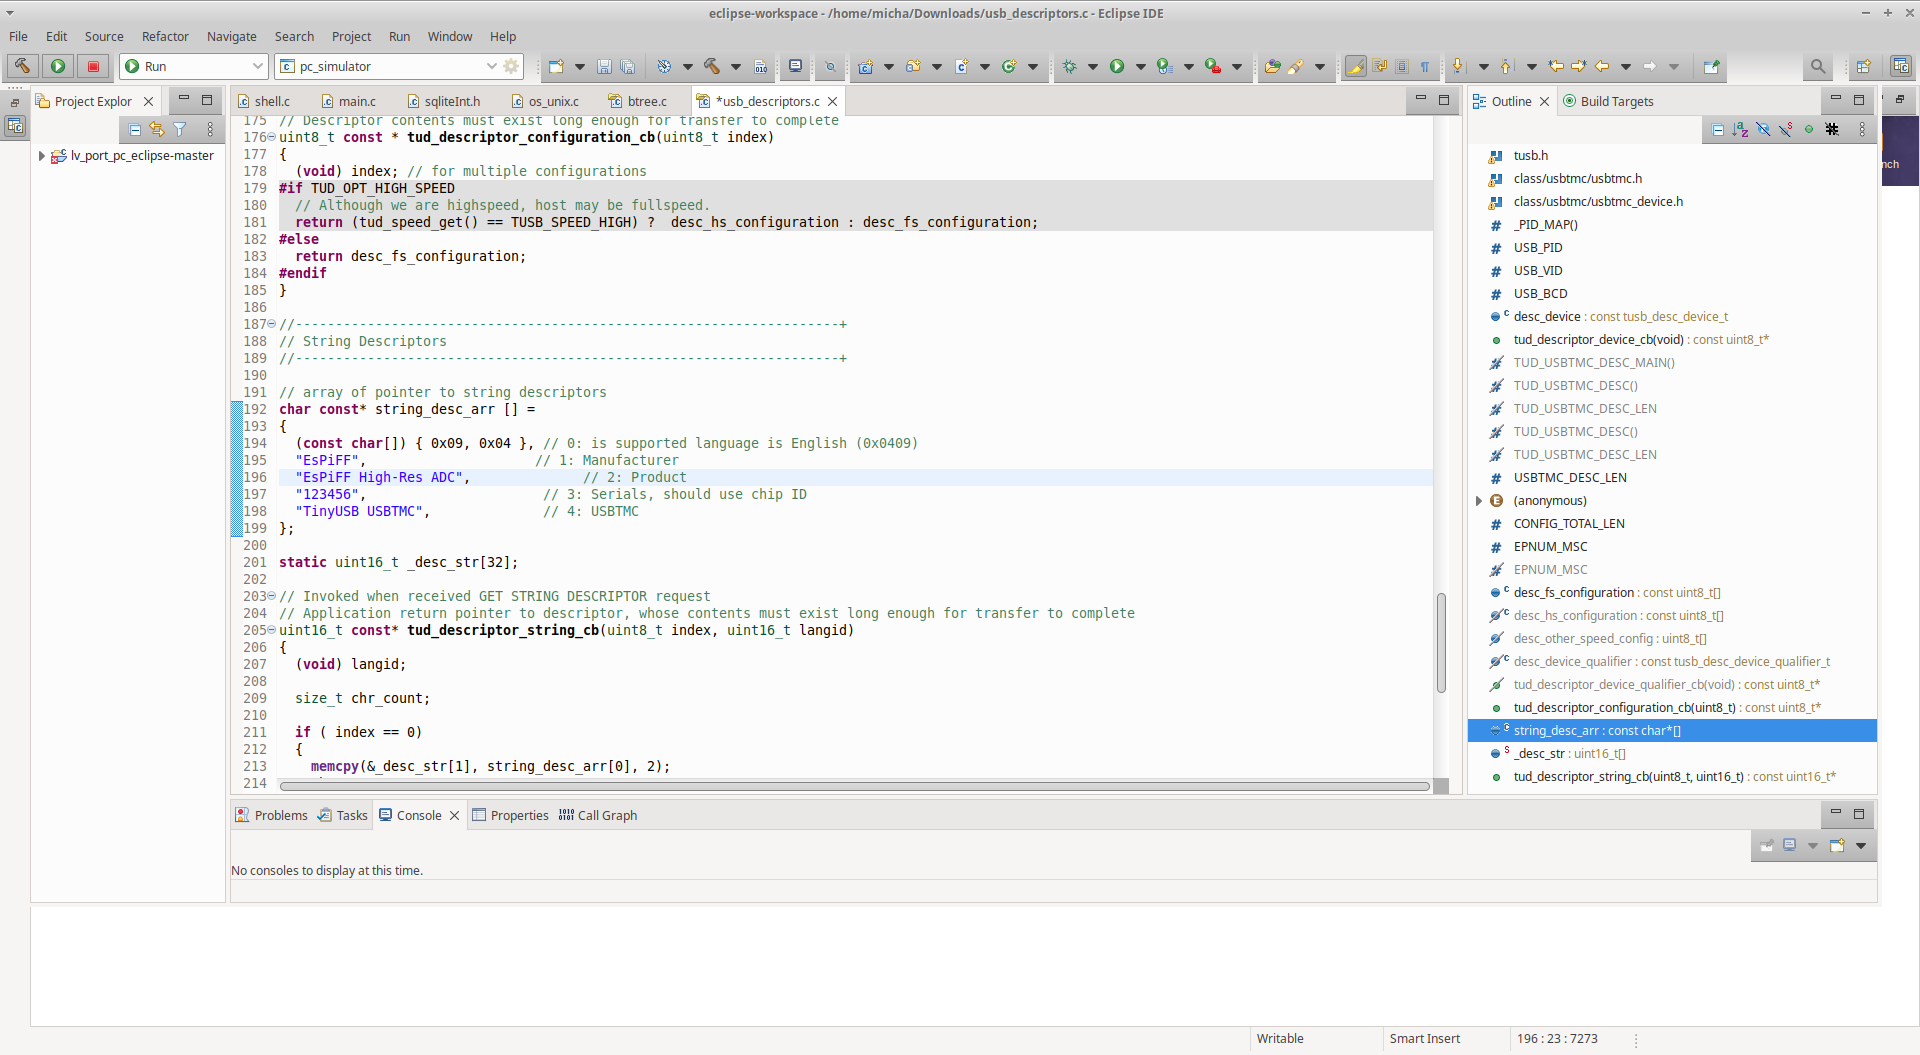 eclipse-workspace - /home/micha/Downloads/usb_descriptors.c - Eclipse IDE
File Edit Source Refactor Navigate Search Project Run Window Help
Run
pc_simulator
Project Explor
lv_port_pc_eclipse-master
shell.c main.c sqliteInt.h os_unix.c btree.c *usb_descriptors.c
175 // Descriptor contents must exist long enough for transfer to complete
176 uint8_t const * tud_descriptor_configuration_cb(uint8_t index)
177 {
178   (void) index; // for multiple configurations
179 #if TUD_OPT_HIGH_SPEED
180   // Although we are highspeed, host may be fullspeed.
181   return (tud_speed_get() == TUSB_SPEED_HIGH) ?  desc_hs_configuration : desc_fs_configuration;
182 #else
183   return desc_fs_configuration;
184 #endif
185 }
186
187 //--------------------------------------------------------------------+
188 // String Descriptors
189 //--------------------------------------------------------------------+
190
191 // array of pointer to string descriptors
192 char const* string_desc_arr [] =
193 {
194   (const char[]) { 0x09, 0x04 }, // 0: is supported language is English (0x0409)
195   "EsPiFF",                     // 1: Manufacturer
196   "EsPiFF High-Res ADC",              // 2: Product
197   "123456",                      // 3: Serials, should use chip ID
198   "TinyUSB USBTMC",              // 4: USBTMC
199 };
200
201 static uint16_t _desc_str[32];
202
203 // Invoked when received GET STRING DESCRIPTOR request
204 // Application return pointer to descriptor, whose contents must exist long enough for transfer to complete
205 uint16_t const* tud_descriptor_string_cb(uint8_t index, uint16_t langid)
206 {
207   (void) langid;
208
209   size_t chr_count;
210
211   if ( index == 0)
212   {
213     memcpy(&_desc_str[1], string_desc_arr[0], 2);
214
Outline Build Targets
tusb.h
class/usbtmc/usbtmc.h
class/usbtmc/usbtmc_device.h
_PID_MAP()
USB_PID
USB_VID
USB_BCD
desc_device : const tusb_desc_device_t
tud_descriptor_device_cb(void) : const uint8_t*
TUD_USBTMC_DESC_MAIN()
TUD_USBTMC_DESC()
TUD_USBTMC_DESC_LEN
TUD_USBTMC_DESC()
TUD_USBTMC_DESC_LEN
USBTMC_DESC_LEN
(anonymous)
CONFIG_TOTAL_LEN
EPNUM_MSC
EPNUM_MSC
desc_fs_configuration : const uint8_t[]
desc_hs_configuration : const uint8_t[]
desc_other_speed_config : uint8_t[]
desc_device_qualifier : const tusb_desc_device_qualifier_t
tud_descriptor_device_qualifier_cb(void) : const uint8_t*
tud_descriptor_configuration_cb(uint8_t) : const uint8_t*
string_desc_arr : const char*[]
_desc_str : uint16_t[]
tud_descriptor_string_cb(uint8_t, uint16_t) : const uint16_t*
nch
Problems Tasks Console Properties Call Graph
No consoles to display at this time.
Writable Smart Insert 196 : 23 : 7273